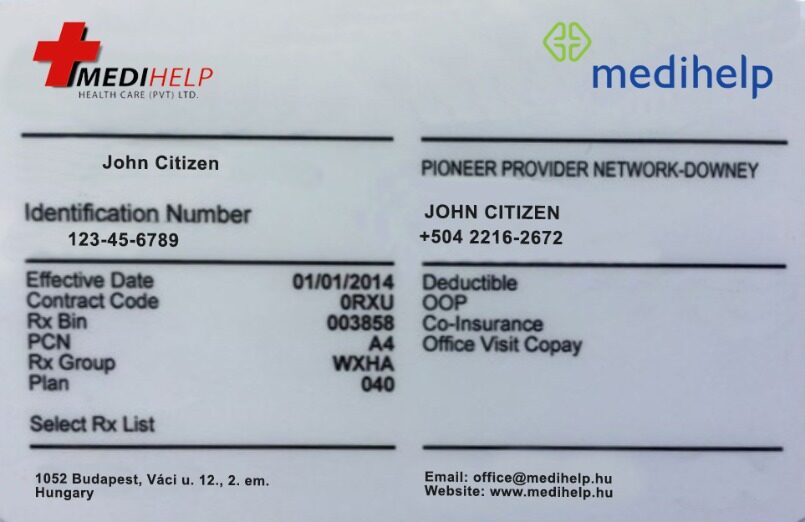 MEDIHELP
HEALTH CARE (PVT) LTD.
medihelp
John Citizen
Identification Number
123-45-6789
PIONEER PROVIDER NETWORK-DOWNEY
JOHN CITIZEN
+504 2216-2672
Effective Date 01/01/2014
Contract Code 0RXU
Rx Bin 003858
PCN A4
Rx Group WXHA
Plan 040
Select Rx List
Deductible
OOP
Co-Insurance
Office Visit Copay
1052 Budapest, Váci u. 12., 2. em.
Hungary
Email: office@medihelp.hu
Website: www.medihelp.hu